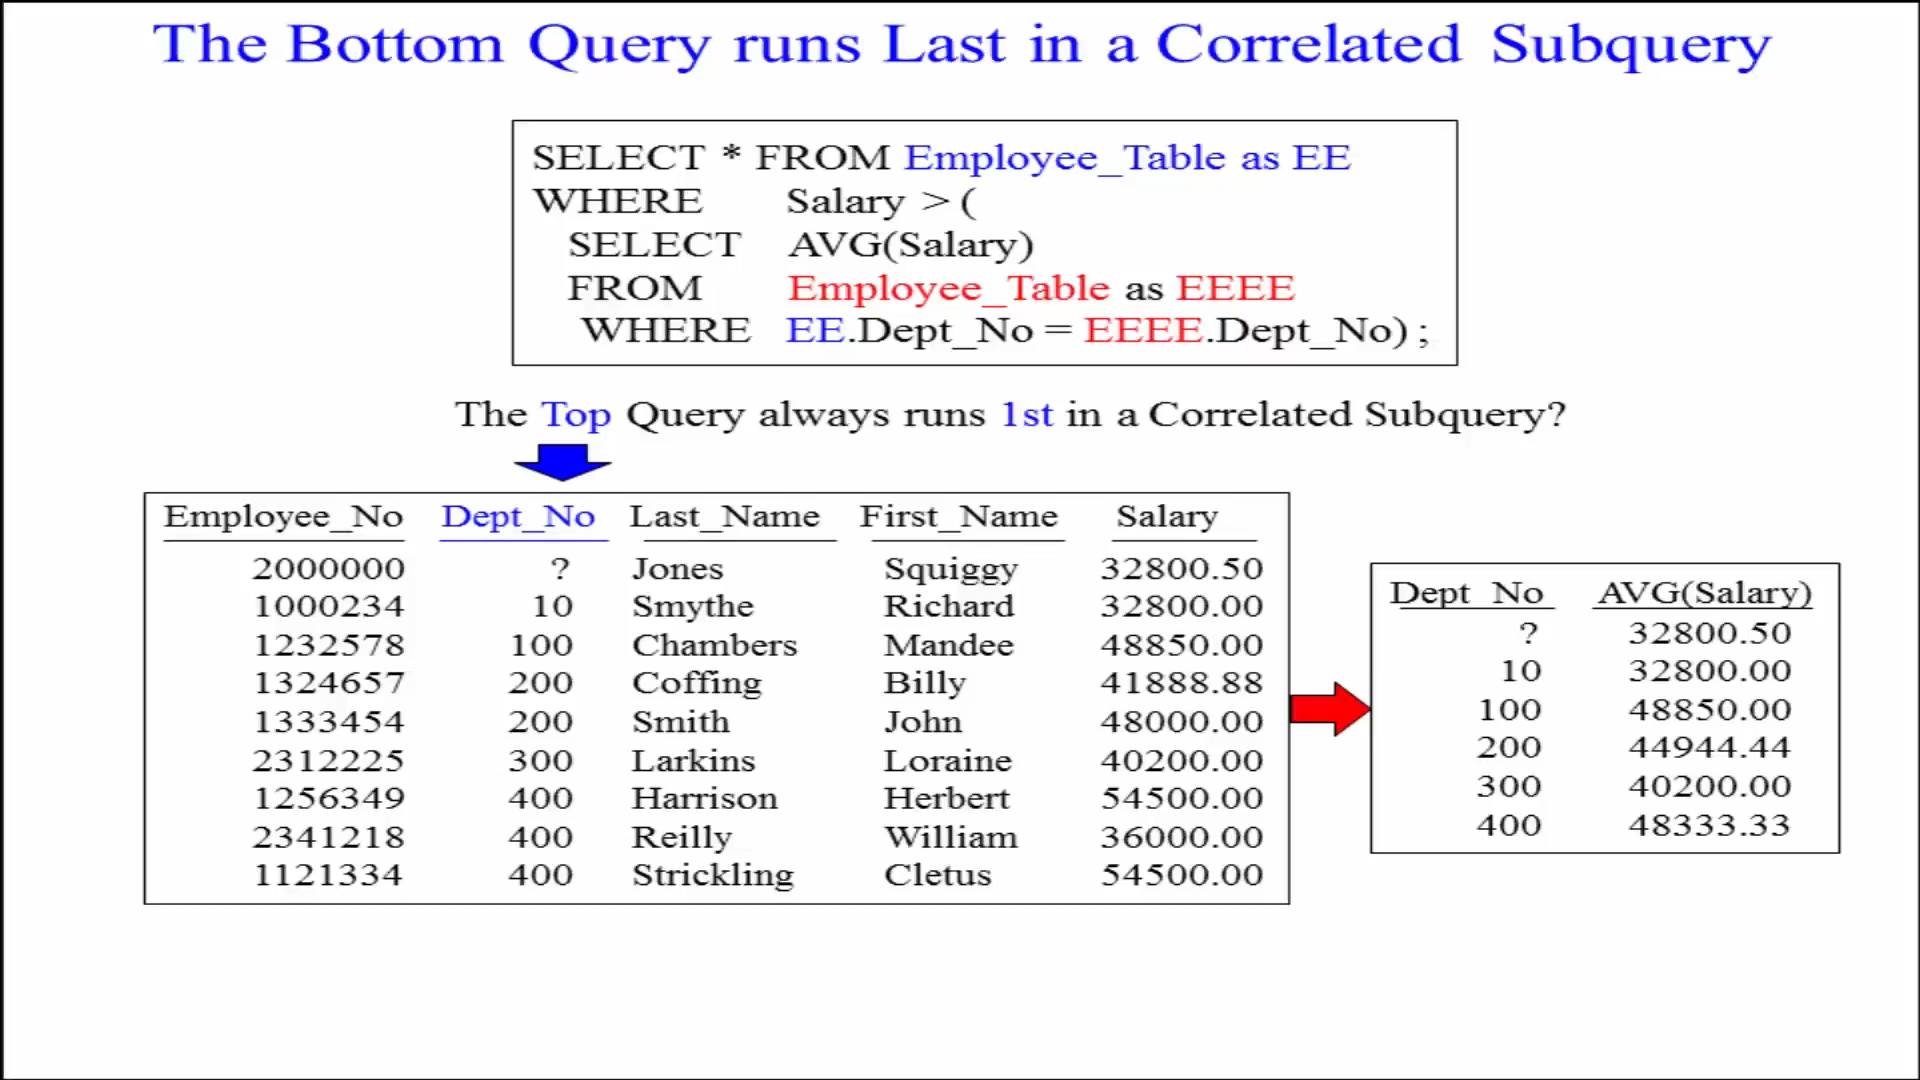 The Bottom Query runs Last in a Correlated Subquery
SELECT * FROM Employee_Table as EE
WHERE Salary > (
SELECT AVG(Salary)
FROM Employee_Table as EEEE
WHERE EE.Dept_No = EEEE.Dept_No) ;
The Top Query always runs 1st in a Correlated Subquery?
Employee_No Dept_No Last_Name First_Name Salary
2000000 ? Jones Squiggy 32800.50
1000234 10 Smythe Richard 32800.00
1232578 100 Chambers Mandee 48850.00
1324657 200 Coffing Billy 41888.88
1333454 200 Smith John 48000.00
2312225 300 Larkins Loraine 40200.00
1256349 400 Harrison Herbert 54500.00
2341218 400 Reilly William 36000.00
1121334 400 Strickling Cletus 54500.00
Dept_No AVG(Salary)
? 32800.50
10 32800.00
100 48850.00
200 44944.44
300 40200.00
400 48333.33